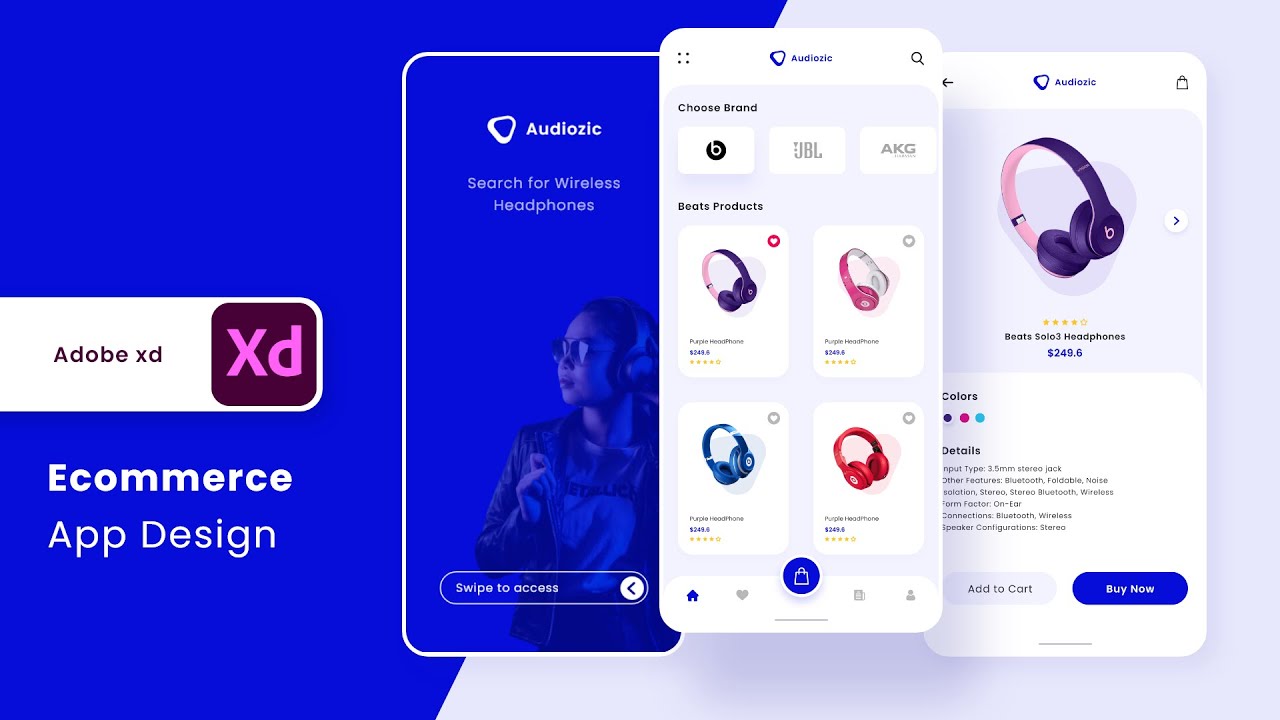 Adobe xd
Xd
Ecommerce
App Design
Audiozic
Search for Wireless
Headphones
METALLICA
Swipe to access
Audiozic
Choose Brand
b
JBL
AKG
Beats Products
Purple HeadPhone
$249.6
Purple HeadPhone
$249.6
Purple HeadPhone
$249.6
Purple HeadPhone
$249.6
Audiozic
b
Beats Solo3 Headphones
$249.6
Colors
Details
Input Type: 3.5mm stereo jack
Other Features: Bluetooth, Foldable, Noise
Isolation, Stereo, Stereo Bluetooth, Wireless
Form Factor: On-Ear
Connections: Bluetooth, Wireless
Speaker Configurations: Stereo
Add to Cart
Buy Now